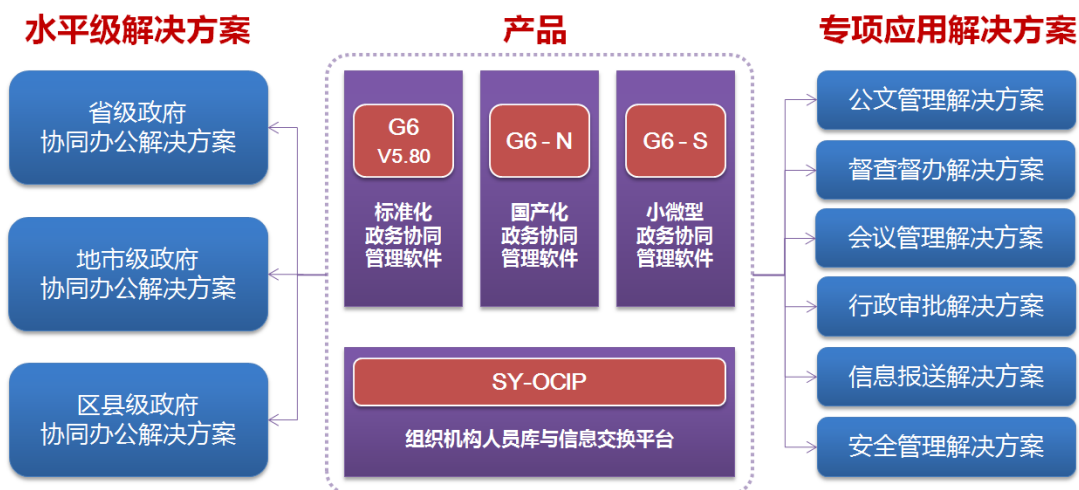 水平级解决方案
产品
专项应用解决方案
省级政府
协同办公解决方案
地市级政府
协同办公解决方案
区县级政府
协同办公解决方案
G6
V5.80
标准化
政务协同
管理软件
G6 - N
国产化
政务协同
管理软件
G6 - S
小微型
政务协同
管理软件
SY-OCIP
组织机构人员库与信息交换平台
公文管理解决方案
督查督办解决方案
会议管理解决方案
行政审批解决方案
信息报送解决方案
安全管理解决方案